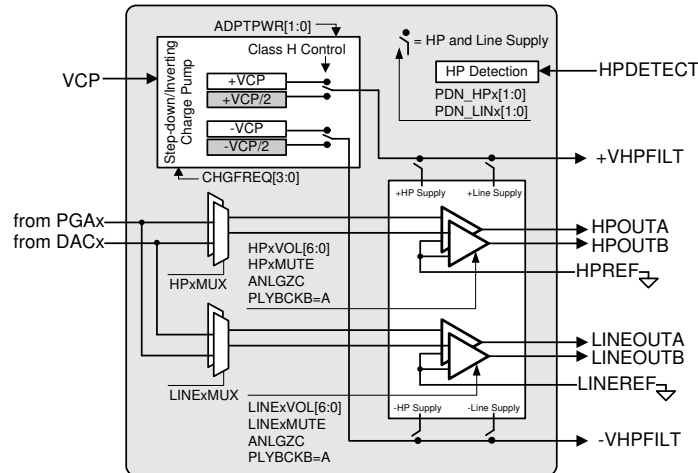 ADPTPWR[1:0]
Class H Control
= HP and Line Supply
VCP
Step-down/Inverting
Charge Pump
+VCP
+VCP/2
-VCP
-VCP/2
HP Detection
HPDETECT
PDN_HPx[1:0]
PDN_LINx[1:0]
+VHPFILT
CHGFREQ[3:0]
+HP Supply
+Line Supply
from PGAx
from DACx
HPOUTA
HPOUTB
HPxVOL[6:0]
HPxMUTE
ANLGZC
PLYBCKB=A
HPREF
HPxMUX
LINEOUTA
LINEOUTB
LINEREF
LINExMUX
LINExVOL[6:0]
LINExMUTE
ANLGZC
PLYBCKB=A
-HP Supply
-Line Supply
-VHPFILT